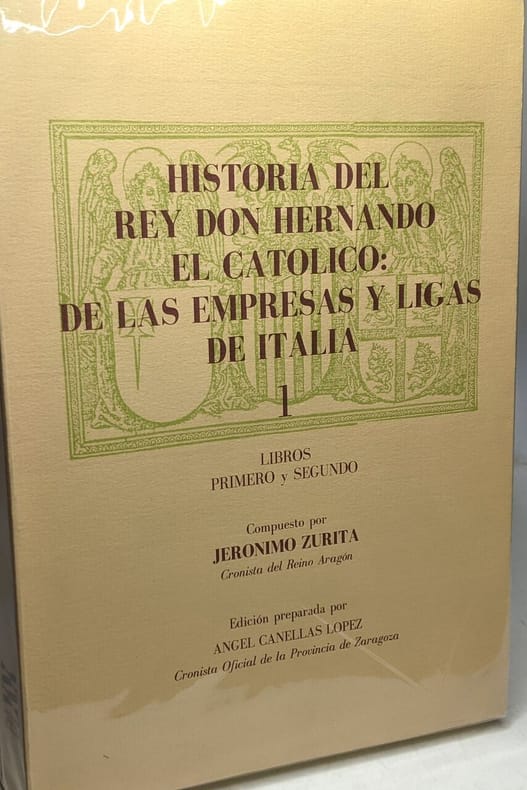 HISTORIA DEL
REY DON HERNANDO
EL CATOLICO:
DE LAS EMPRESAS Y LIGAS
DE ITALIA
1
LIBROS
PRIMERO y SEGUNDO
Compuesto por
JERONIMO ZURITA
Cronista del Reino Aragón
Edición preparada por
ANGEL CANELLAS LOPEZ
Cronista Oficial de la Provincia de Zaragoza